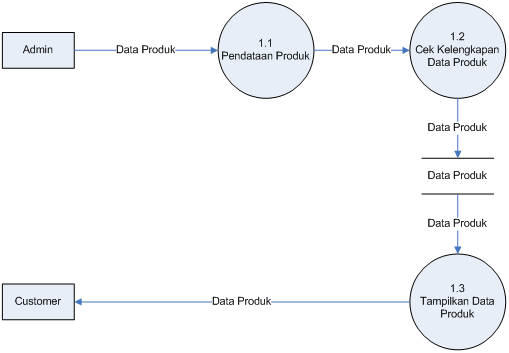 Admin
Data Produk
1.1
Pendataan Produk
Data Produk
1.2
Cek Kelengkapan
Data Produk
Data Produk
Data Produk
Data Produk
1.3
Tampilkan Data
Produk
Data Produk
Customer